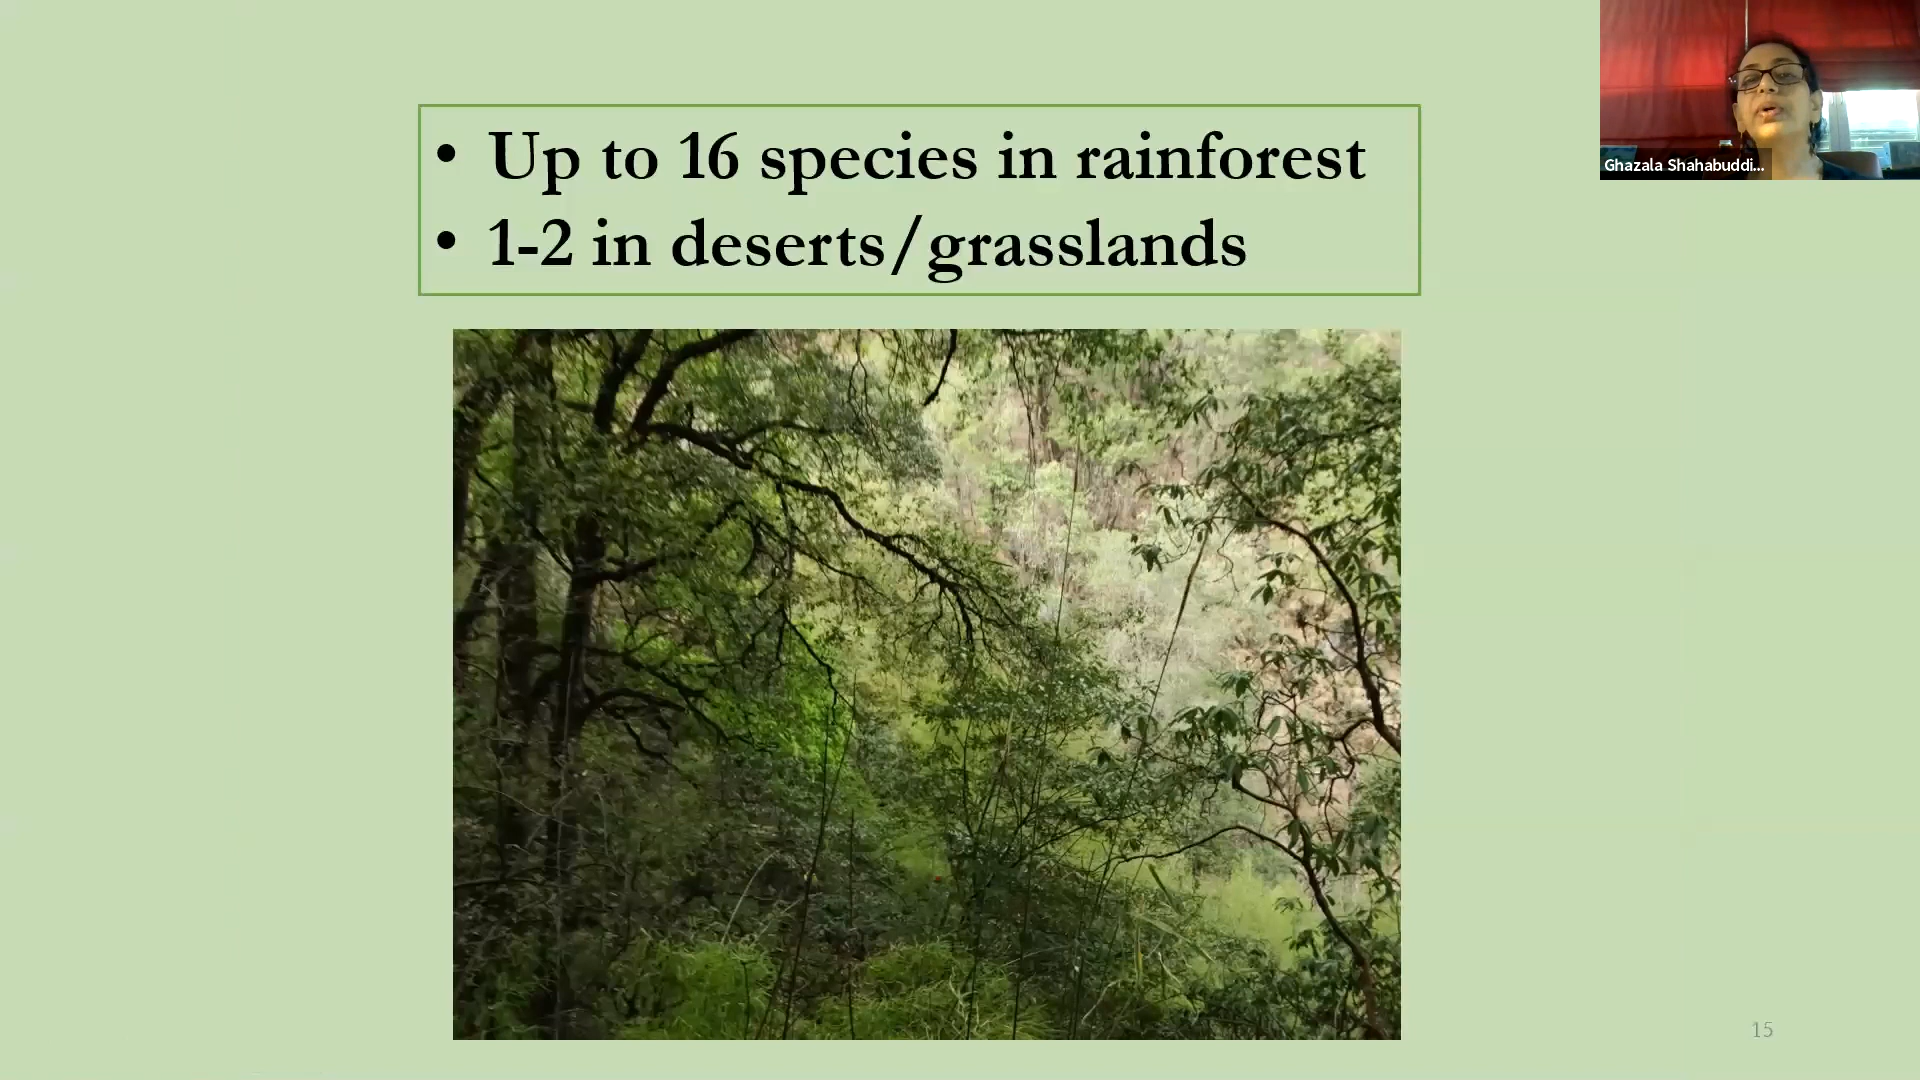 • Up to 16 species in rainforest
• 1-2 in deserts/grasslands
Ghazala Shahabuddi...
15